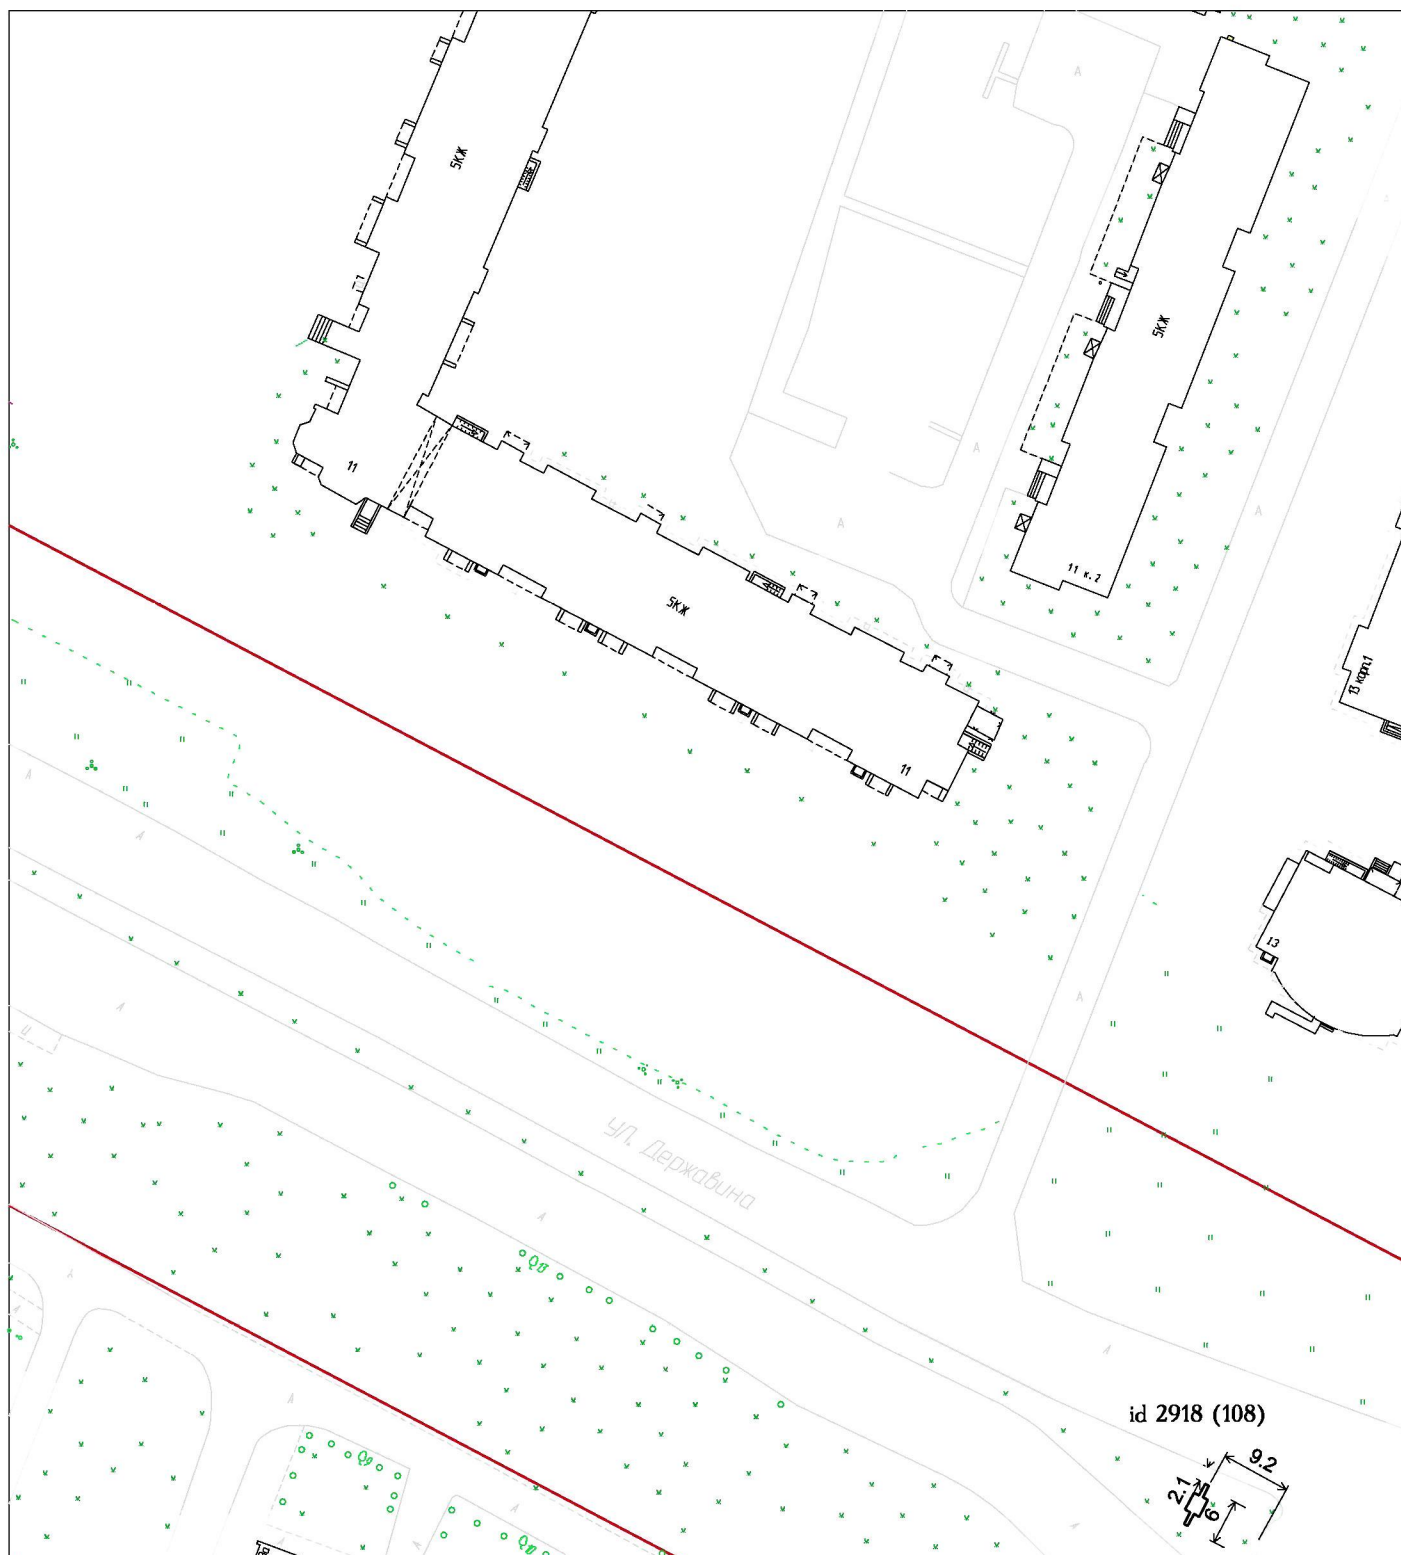 А
5КЖ
5КЖ
А
11
А
А
11 к. 2
5КЖ
13 корп.1
11
А
А
13
А
А
ул. Державина
А
А
А
А
id 2918 (108)
9.2
2.1
6
А
А